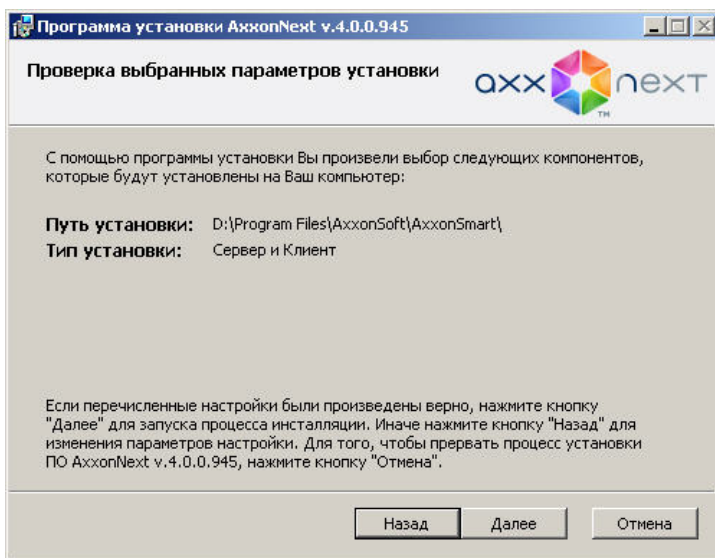 Программа установки AxxonNext v.4.0.0.945
Проверка выбранных параметров установки
axx next
TM
С помощью программы установки Вы произвели выбор следующих компонентов,
которые будут установлены на Ваш компьютер:
Путь установки: D:\Program Files\AxxonSoft\AxxonSmart\
Тип установки: Сервер и Клиент
Если перечисленные настройки были произведены верно, нажмите кнопку
"Далее" для запуска процесса инсталляции. Иначе нажмите кнопку "Назад" для
изменения параметров настройки. Для того, чтобы прервать процесс установки
ПО AxxonNext v.4.0.0.945, нажмите кнопку "Отмена".
Назад Далее Отмена